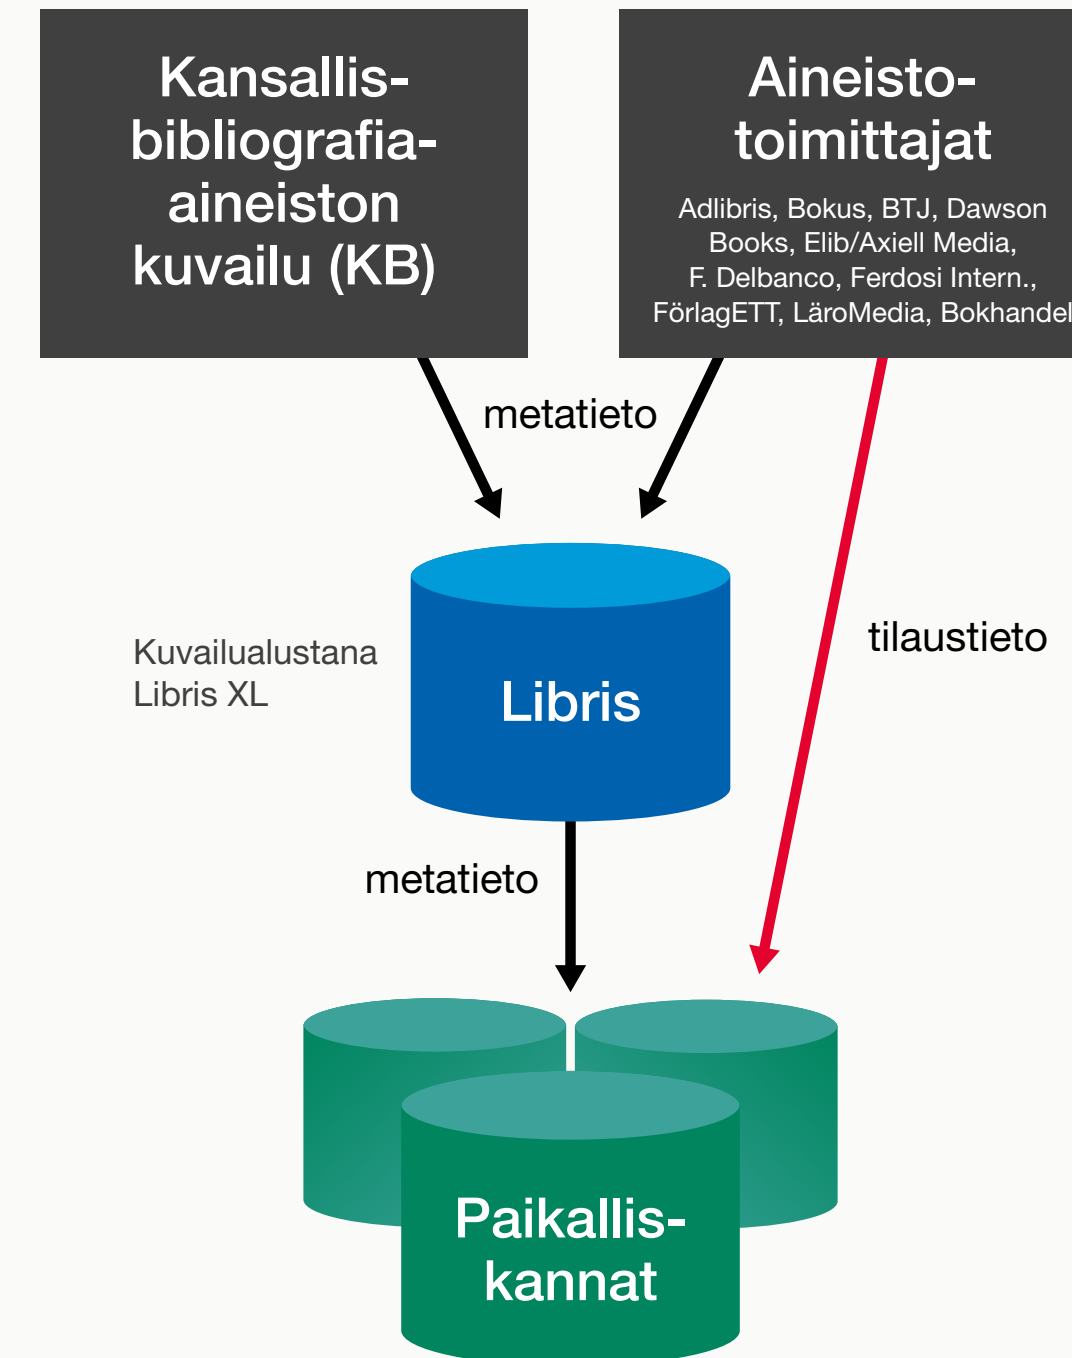 Kansallis-
bibliografia-
aineiston
kuvailu (KB)
Aineisto-
toimittajat
Adlibris, Bokus, BTJ, Dawson
Books, Elib/Axiell Media,
F. Delbanco, Ferdosi Intern.,
FörlagETT, LäroMedia, Bokhandel
metatieto
tilaustieto
Kuvailualustana
Libris XL
Libris
metatieto
Paikallis-
kannat